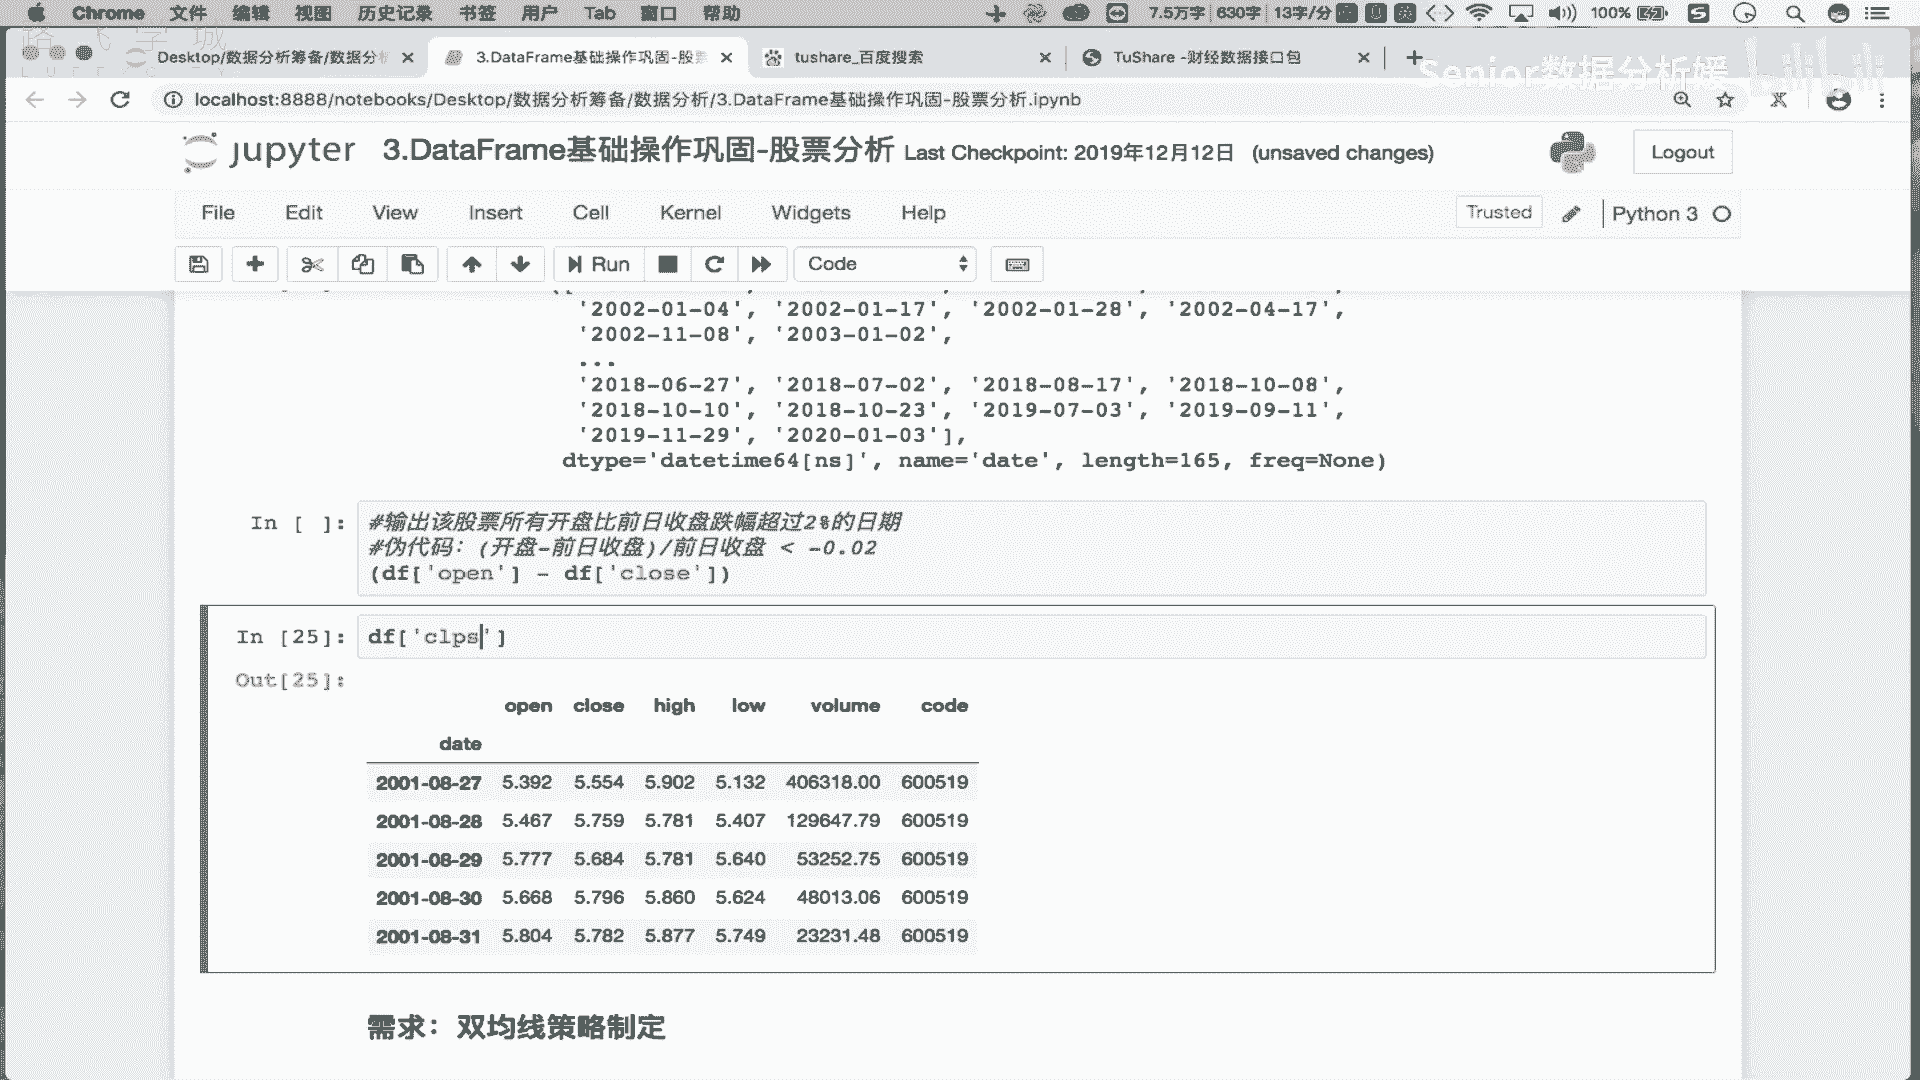 Chrome 文件 编辑 视图 历史记录 书签 用户 Tab 窗口 帮助 7.5万字 630字 13字/分 100%
Desktop/数据分析筹备/数据分析 3.DataFrame基础操作巩固-股票 tushare_百度搜索 TuShare -财经数据接口包
Senior数据分析媛 bilibili
localhost:8888/notebooks/Desktop/数据分析筹备/数据分析/3.DataFrame基础操作巩固-股票分析.ipynb
jupyter 3.DataFrame基础操作巩固-股票分析 Last Checkpoint: 2019年12月12日 (unsaved changes) Logout
File Edit View Insert Cell Kernel Widgets Help Trusted Python 3
Run Code
'2002-01-04', '2002-01-17', '2002-01-28', '2002-04-17',
'2002-11-08', '2003-01-02',
...
'2018-06-27', '2018-07-02', '2018-08-17', '2018-10-08',
'2018-10-10', '2018-10-23', '2019-07-03', '2019-09-11',
'2019-11-29', '2020-01-03'],
dtype='datetime64[ns]', name='date', length=165, freq=None)
In [ ]: #输出该股票所有开盘比前日收盘跌幅超过2%的日期
#伪代码：(开盘-前日收盘)/前日收盘 < -0.02
(df['open'] - df['close'])
In [25]: df['clps']
Out[25]:
open close high low volume code
date
2001-08-27 5.392 5.554 5.902 5.132 406318.00 600519
2001-08-28 5.467 5.759 5.781 5.407 129647.79 600519
2001-08-29 5.777 5.684 5.781 5.640 53252.75 600519
2001-08-30 5.668 5.796 5.860 5.624 48013.06 600519
2001-08-31 5.804 5.782 5.877 5.749 23231.48 600519
需求：双均线策略制定